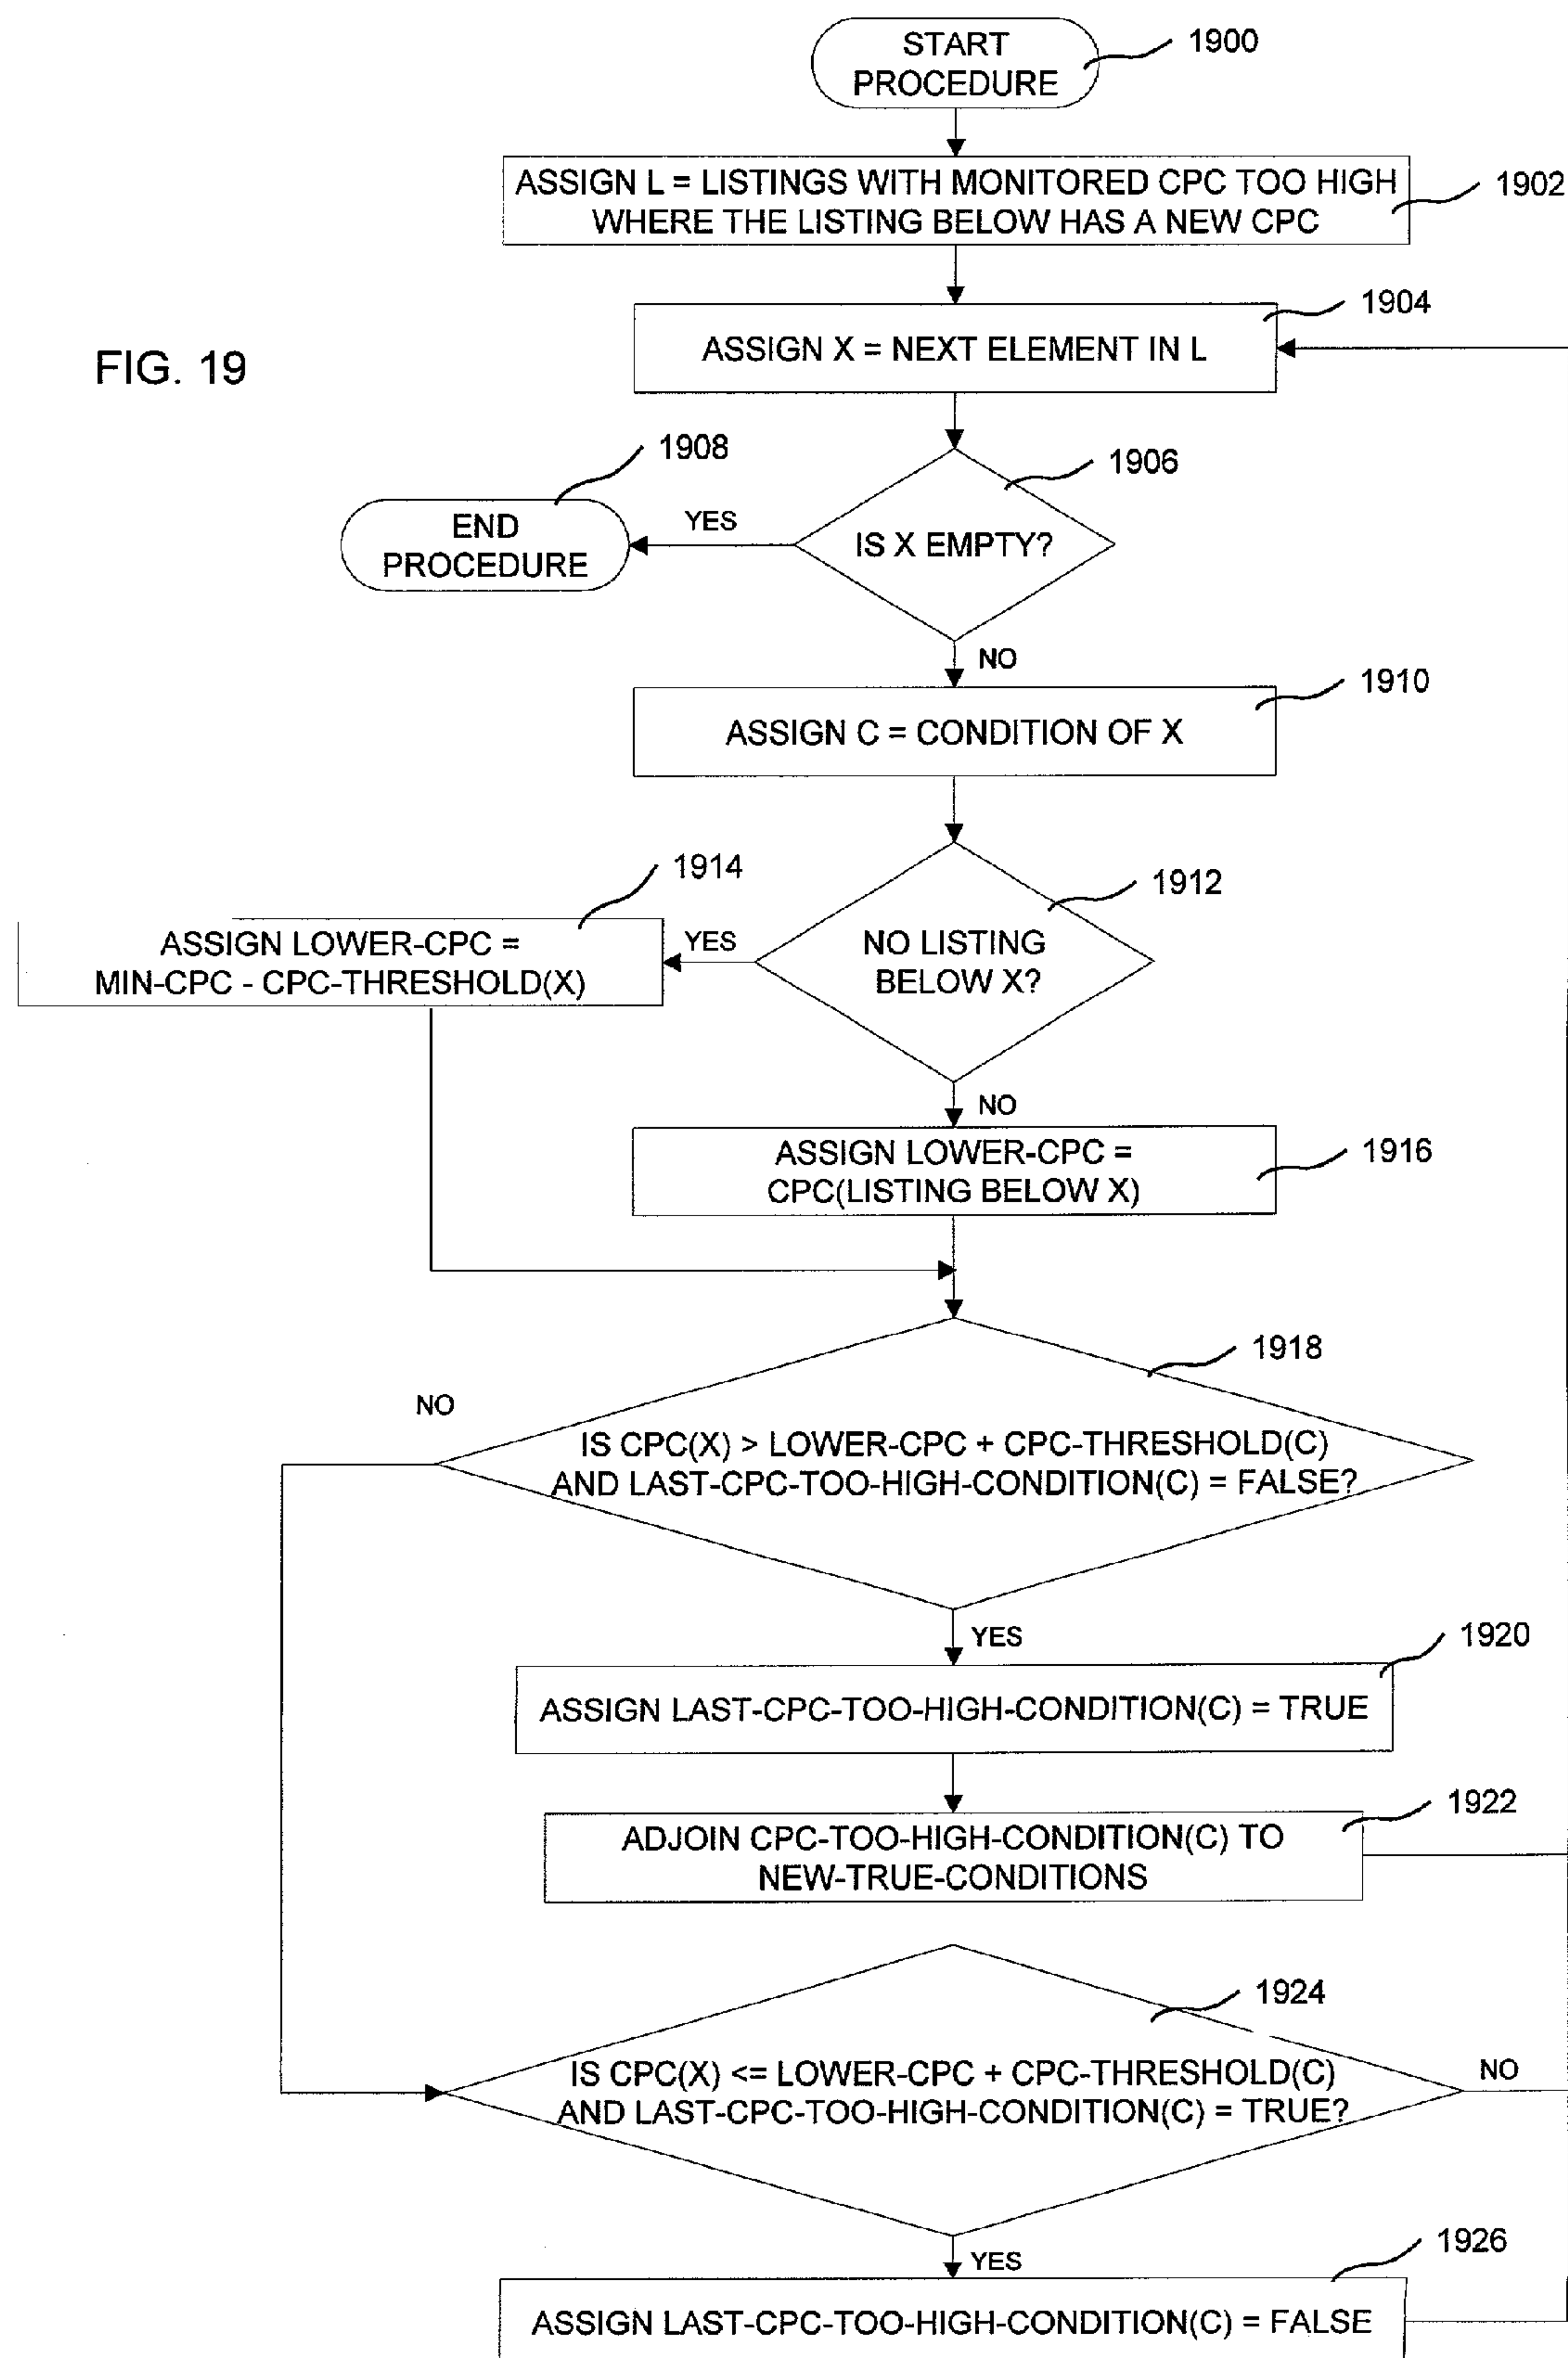 START
PROCEDURE
1900
ASSIGN L = LISTINGS WITH MONITORED CPC TOO HIGH
WHERE THE LISTING BELOW HAS A NEW CPC
1902
1904
ASSIGN X = NEXT ELEMENT IN L
FIG. 19
1908
1906
END
PROCEDURE
YES
IS X EMPTY?
NO
1910
ASSIGN C = CONDITION OF X
1914
1912
ASSIGN LOWER-CPC =
MIN-CPC - CPC-THRESHOLD(X)
YES
NO LISTING
BELOW X?
NO
ASSIGN LOWER-CPC =
CPC(LISTING BELOW X)
1916
1918
NO
IS CPC(X) > LOWER-CPC + CPC-THRESHOLD(C)
AND LAST-CPC-TOO-HIGH-CONDITION(C) = FALSE?
YES
1920
ASSIGN LAST-CPC-TOO-HIGH-CONDITION(C) = TRUE
1922
ADJOIN CPC-TOO-HIGH-CONDITION(C) TO
NEW-TRUE-CONDITIONS
1924
IS CPC(X) <= LOWER-CPC + CPC-THRESHOLD(C)
AND LAST-CPC-TOO-HIGH-CONDITION(C) = TRUE?
NO
YES
1926
ASSIGN LAST-CPC-TOO-HIGH-CONDITION(C) = FALSE